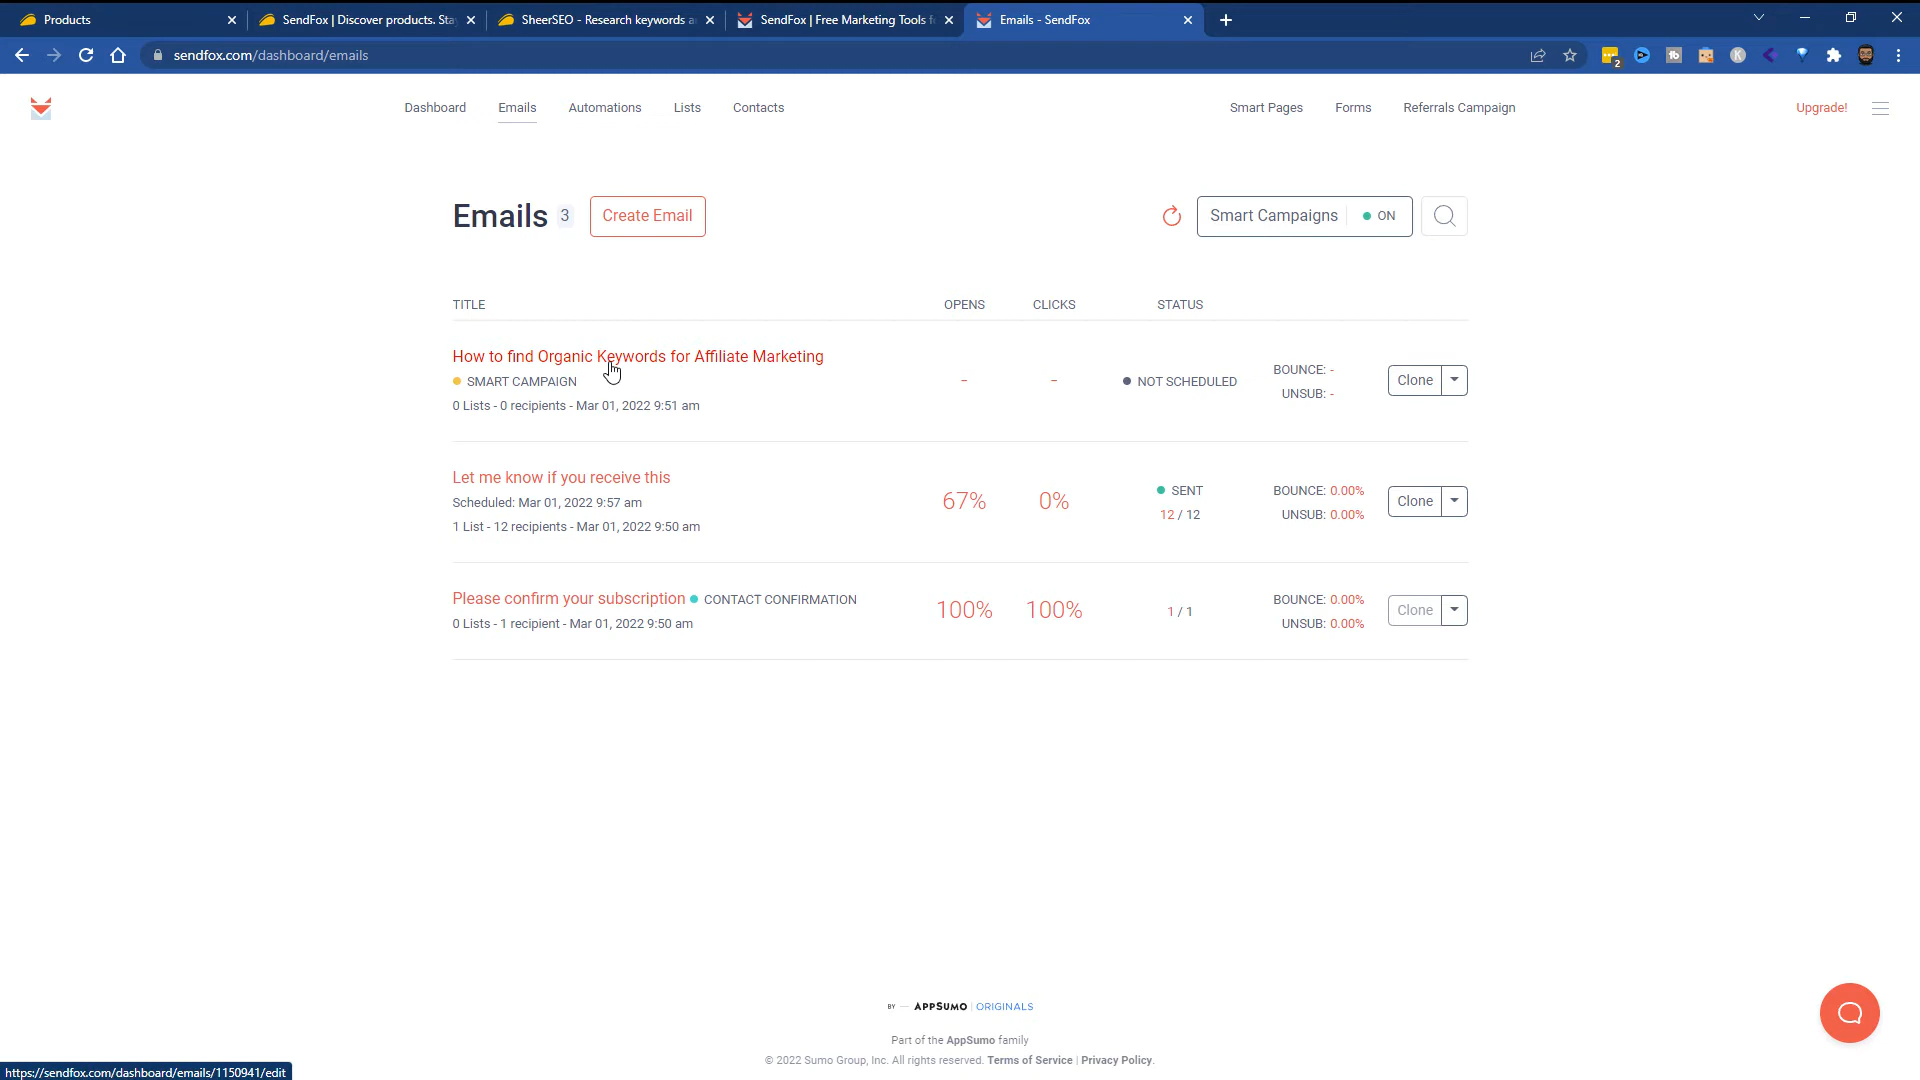 Products
SendFox | Discover products. Sta
SheerSEO - Research keywords a
SendFox | Free Marketing Tools f
Emails - SendFox
sendfox.com/dashboard/emails
2
tb
K
Dashboard
Emails
Automations
Lists
Contacts
Smart Pages
Forms
Referrals Campaign
Upgrade!
Emails 3
Create Email
Smart Campaigns
ON
TITLE
OPENS
CLICKS
STATUS
How to find Organic Keywords for Affiliate Marketing
SMART CAMPAIGN
0 Lists - 0 recipients - Mar 01, 2022 9:51 am
-
-
NOT SCHEDULED
BOUNCE: -
UNSUB: -
Clone
Let me know if you receive this
Scheduled: Mar 01, 2022 9:57 am
1 List - 12 recipients - Mar 01, 2022 9:50 am
67%
0%
SENT
12 / 12
BOUNCE: 0.00%
UNSUB: 0.00%
Clone
Please confirm your subscription
CONTACT CONFIRMATION
0 Lists - 1 recipient - Mar 01, 2022 9:50 am
100%
100%
1 / 1
BOUNCE: 0.00%
UNSUB: 0.00%
Clone
BY — APPSUMO | ORIGINALS
Part of the AppSumo family
© 2022 Sumo Group, Inc. All rights reserved. Terms of Service | Privacy Policy.
https://sendfox.com/dashboard/emails/1150941/edit